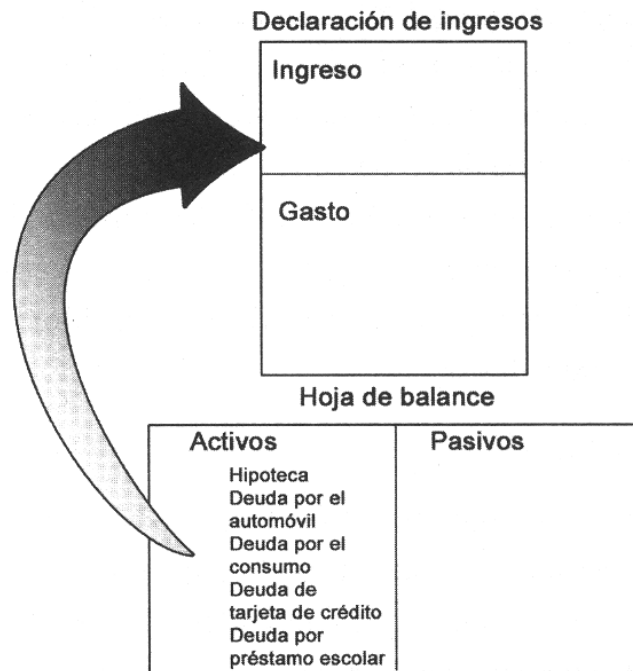 Declaración de ingresos
Ingreso
Gasto
Hoja de balance
Activos
Pasivos
Hipoteca
Deuda por el
automóvil
Deuda por el
consumo
Deuda de
tarjeta de crédito
Deuda por
préstamo escolar